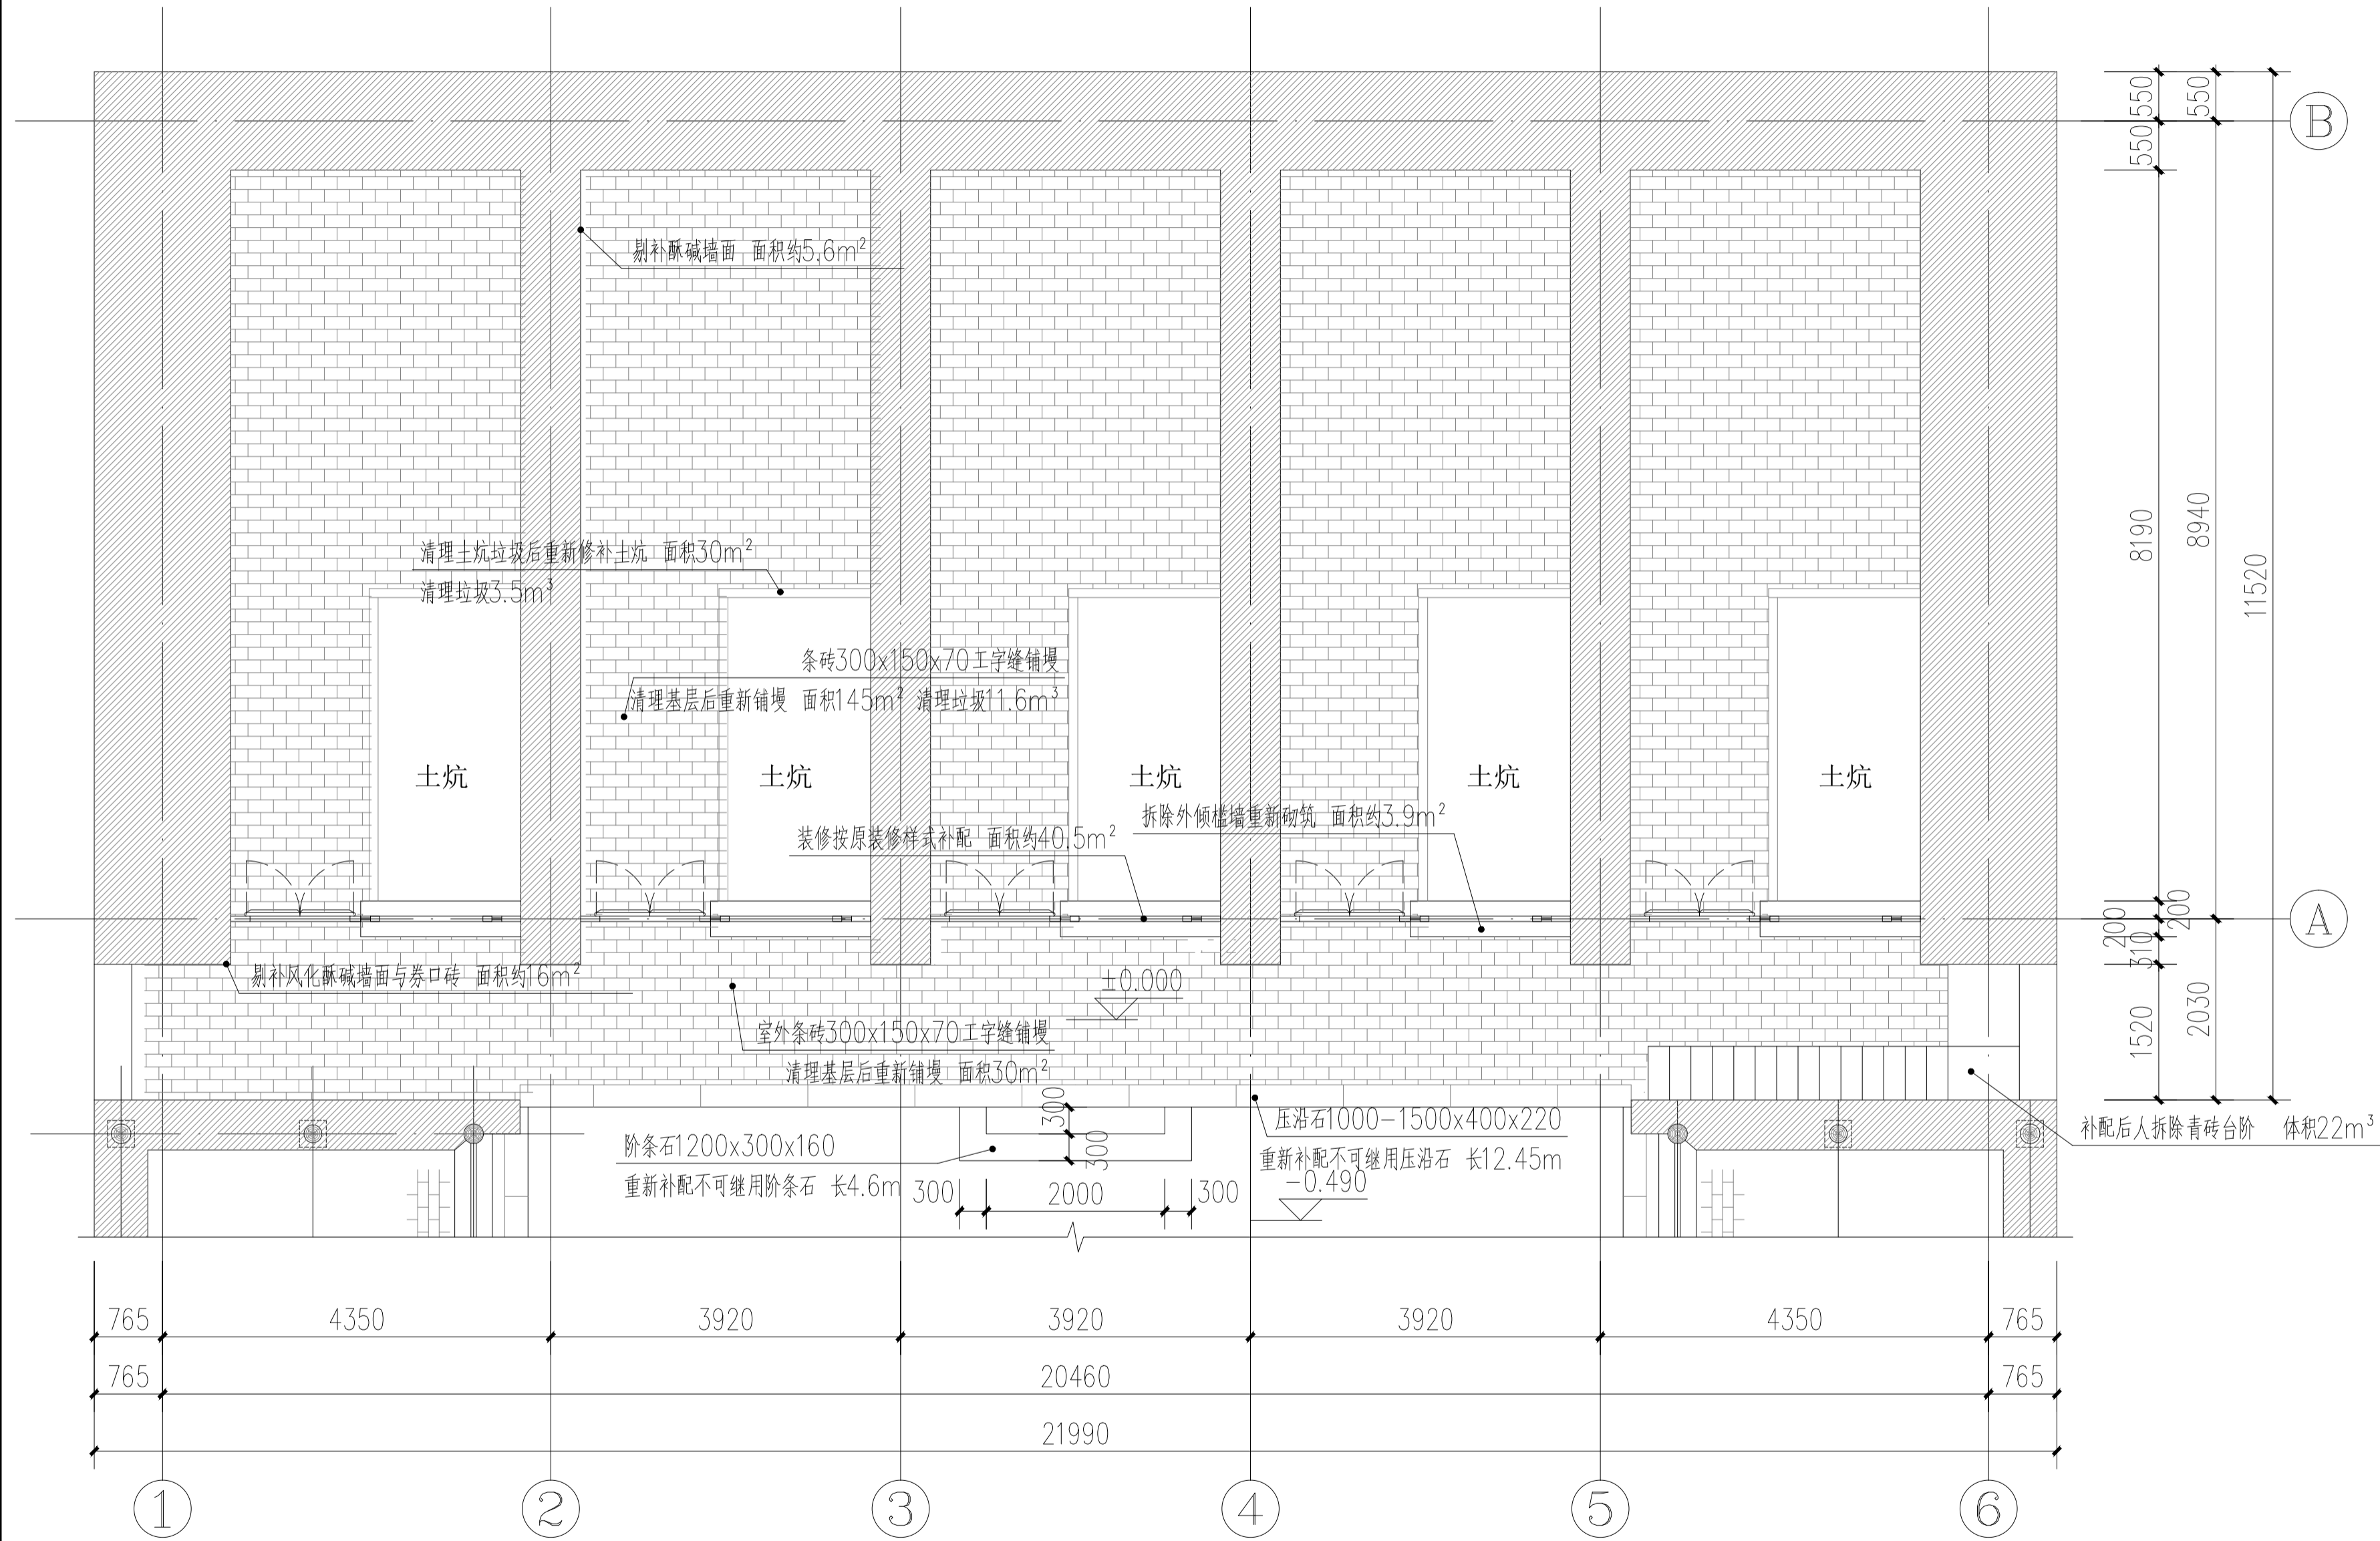 550
550
B
550
剔补酥碱墙面 面积约5.6m²
8190
8940
11520
清理土炕垃圾后重新修补土炕 面积30m²
清理垃圾3.5m³
条砖300x150x70工字缝铺墁
清理基层后重新铺墁 面积145m² 清理垃圾11.6m³
土炕
土炕
土炕
土炕
土炕
拆除外倾槛墙重新砌筑 面积约3.9m²
装修按原装修样式补配 面积约40.5m²
200
200
A
310
剔补风化酥碱墙面与券口砖 面积约16m²
±0.000
1520
2030
室外条砖300x150x70工字缝铺墁
清理基层后重新铺墁 面积30m²
300
300
压沿石1000-1500x400x220
重新补配不可继用压沿石 长12.45m
补配后人拆除青砖台阶 体积22m³
阶条石1200x300x160
重新补配不可继用阶条石 长4.6m
300
2000
300
-0.490
765
4350
3920
3920
3920
4350
765
765
20460
765
21990
1
2
3
4
5
6